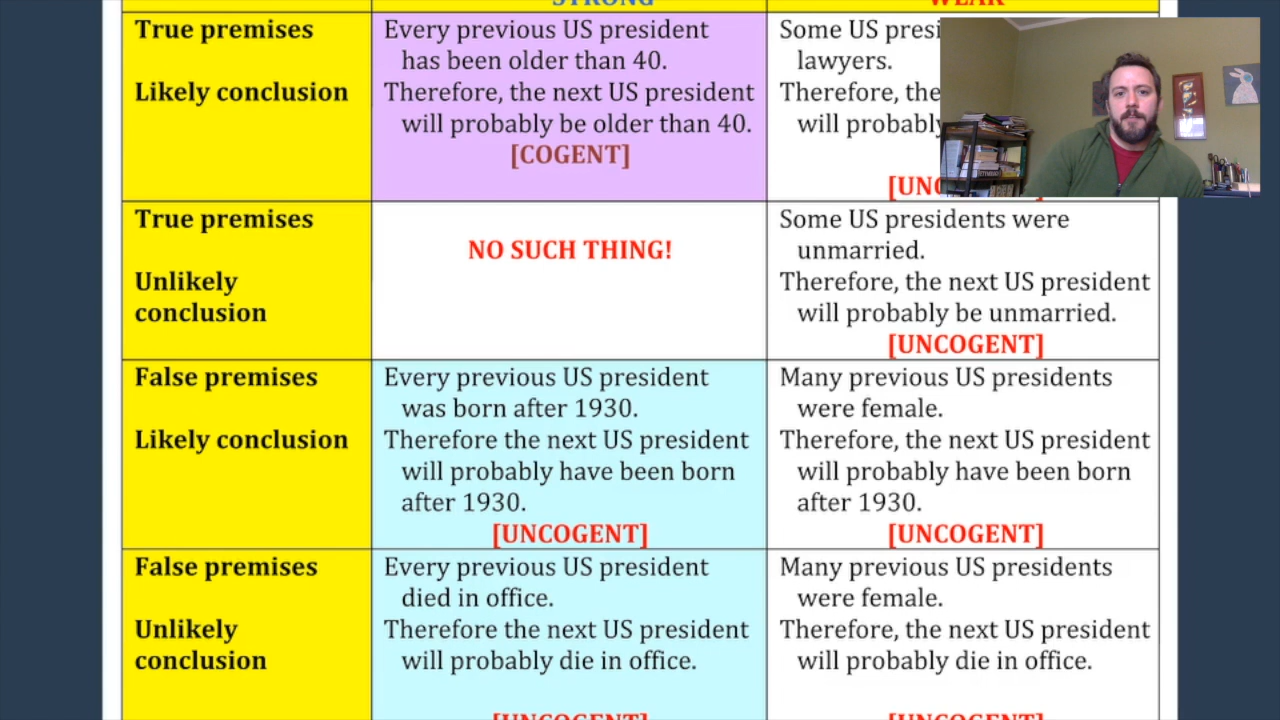 STRONG
WEAK
True premises
Likely conclusion
Every previous US president
has been older than 40.
Therefore, the next US president
will probably be older than 40.
[COGENT]
Some US
lawyers.
Therefore, the
will probably
True premises
Unlikely
conclusion
NO SUCH THING!
Some US presidents were
unmarried.
Therefore, the next US president
will probably be unmarried.
[UNCOGENT]
False premises
Likely conclusion
Every previous US president
was born after 1930.
Therefore the next US president
will probably have been born
after 1930.
[UNCOGENT]
Many previous US presidents
were female.
Therefore, the next US president
will probably have been born
after 1930.
[UNCOGENT]
False premises
Unlikely
conclusion
Every previous US president
died in office.
Therefore the next US president
will probably die in office.
[UNCOGENT]
Many previous US presidents
were female.
Therefore, the next US president
will probably die in office.
[UNCOGENT]